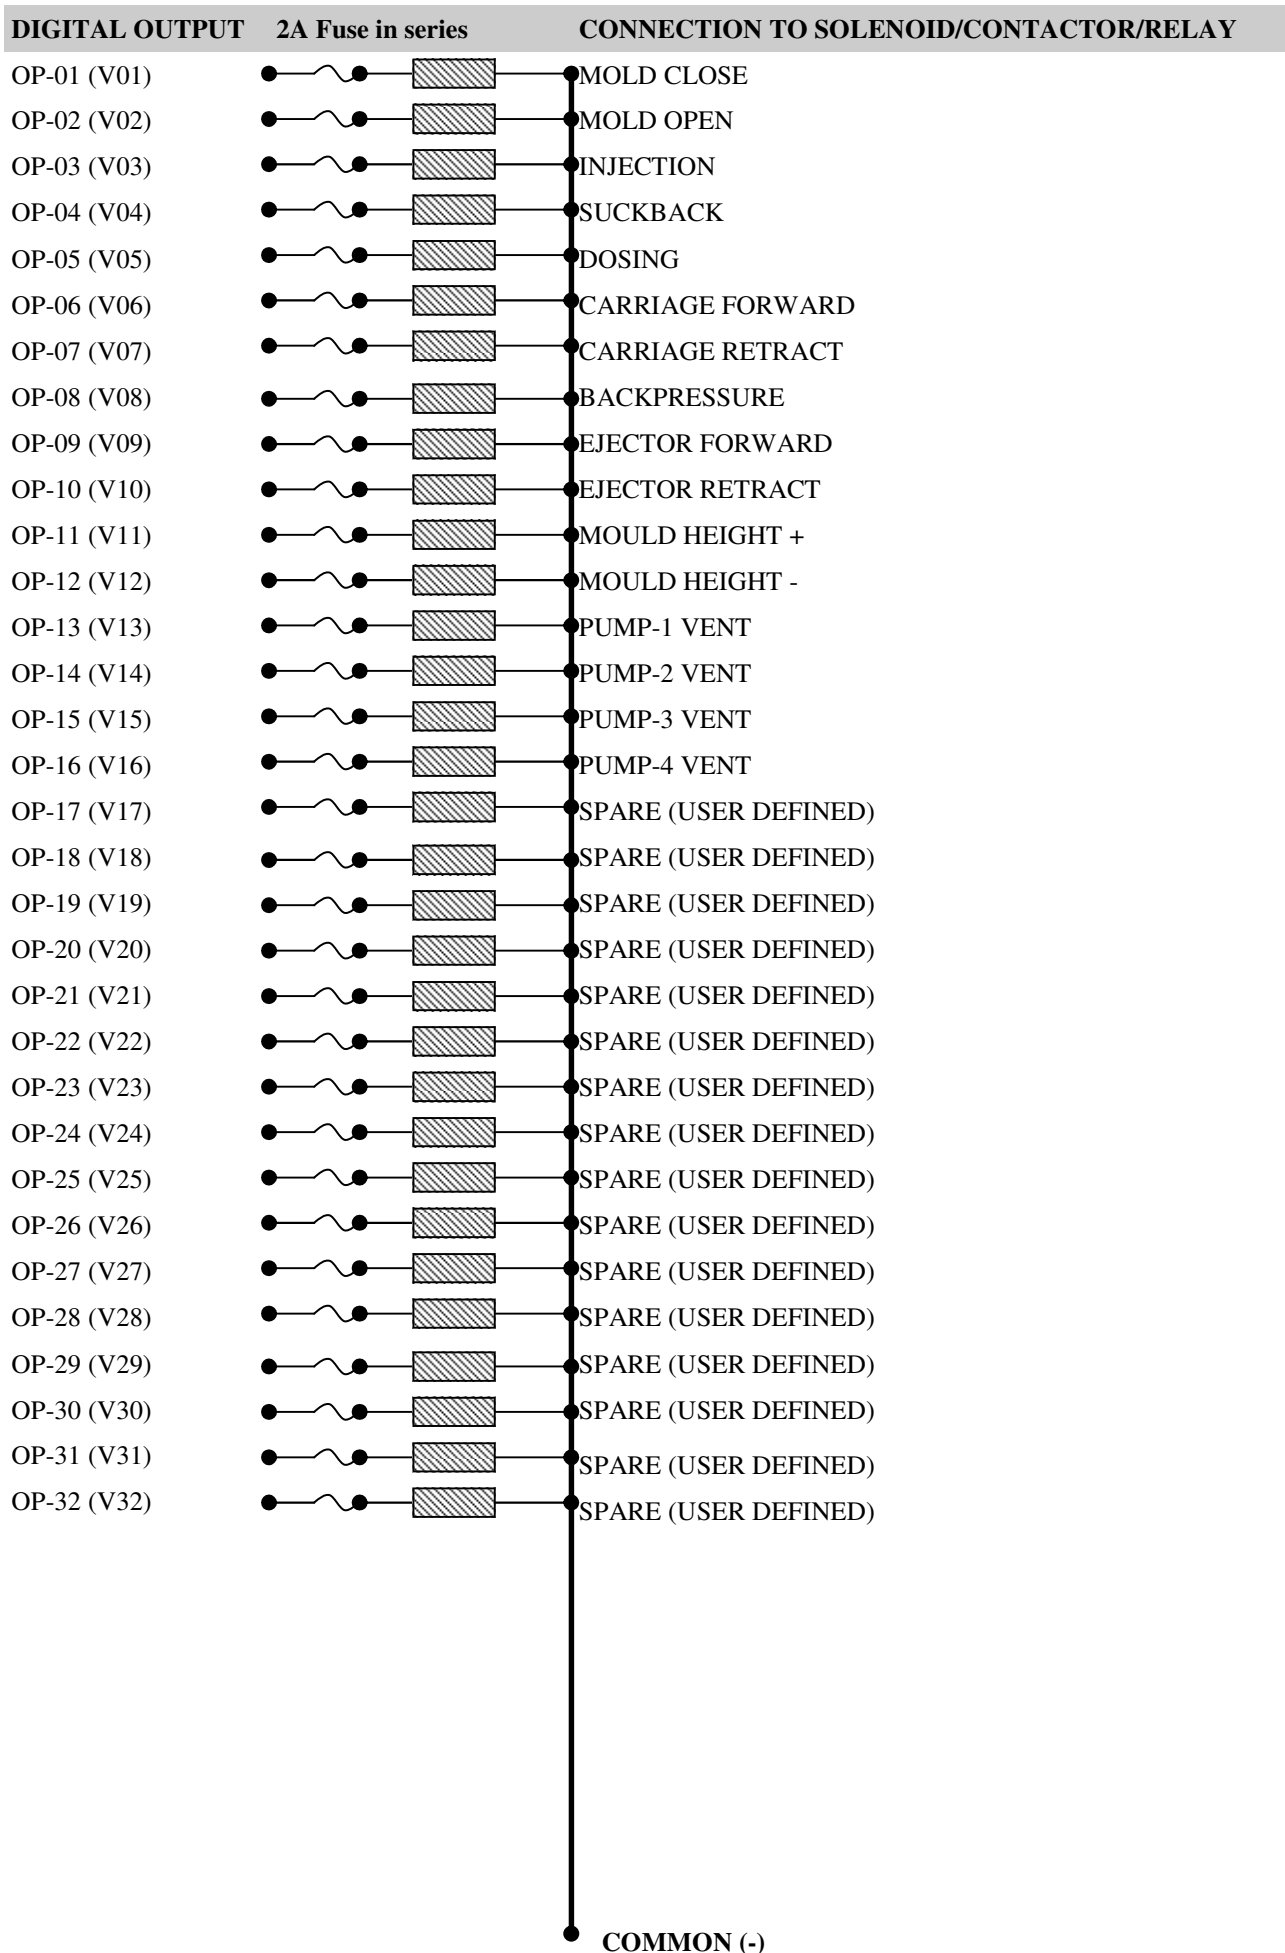 DIGITAL OUTPUT 2A Fuse in series CONNECTION TO SOLENOID/CONTACTOR/RELAY
OP-01 (V01) MOLD CLOSE
OP-02 (V02) MOLD OPEN
OP-03 (V03) INJECTION
OP-04 (V04) SUCKBACK
OP-05 (V05) DOSING
OP-06 (V06) CARRIAGE FORWARD
OP-07 (V07) CARRIAGE RETRACT
OP-08 (V08) BACKPRESSURE
OP-09 (V09) EJECTOR FORWARD
OP-10 (V10) EJECTOR RETRACT
OP-11 (V11) MOULD HEIGHT +
OP-12 (V12) MOULD HEIGHT -
OP-13 (V13) PUMP-1 VENT
OP-14 (V14) PUMP-2 VENT
OP-15 (V15) PUMP-3 VENT
OP-16 (V16) PUMP-4 VENT
OP-17 (V17) SPARE (USER DEFINED)
OP-18 (V18) SPARE (USER DEFINED)
OP-19 (V19) SPARE (USER DEFINED)
OP-20 (V20) SPARE (USER DEFINED)
OP-21 (V21) SPARE (USER DEFINED)
OP-22 (V22) SPARE (USER DEFINED)
OP-23 (V23) SPARE (USER DEFINED)
OP-24 (V24) SPARE (USER DEFINED)
OP-25 (V25) SPARE (USER DEFINED)
OP-26 (V26) SPARE (USER DEFINED)
OP-27 (V27) SPARE (USER DEFINED)
OP-28 (V28) SPARE (USER DEFINED)
OP-29 (V29) SPARE (USER DEFINED)
OP-30 (V30) SPARE (USER DEFINED)
OP-31 (V31) SPARE (USER DEFINED)
OP-32 (V32) SPARE (USER DEFINED)
COMMON (-)